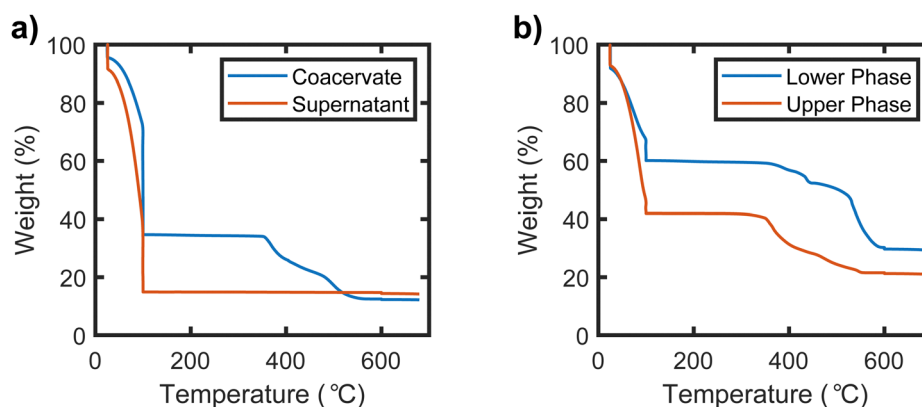 a)
100
80
60
40
20
0
Weight (%)
Coacervate
Supernatant
0 200 400 600
Temperature (°C)
b)
100
80
60
40
20
0
Weight (%)
Lower Phase
Upper Phase
0 200 400 600
Temperature (°C)